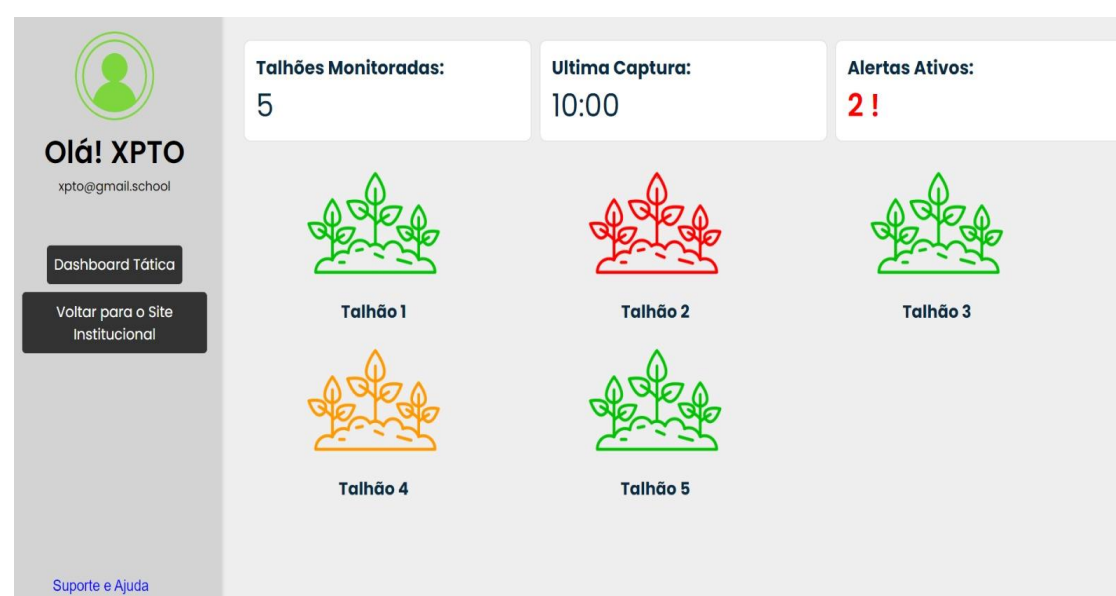 Olá! XPTO
xpto@gmail.school
Dashboard Tática
Voltar para o Site
Institucional
Suporte e Ajuda
Talhões Monitoradas:
5
Ultima Captura:
10:00
Alertas Ativos:
2 !
Talhão 1
Talhão 2
Talhão 3
Talhão 4
Talhão 5